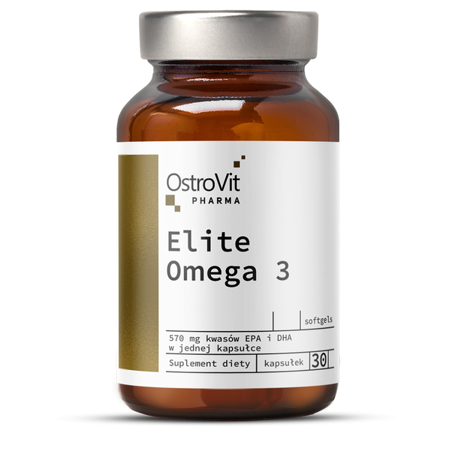 OstroVit
PHARMA
Elite
Omega 3
softgels
570 mg kwasów EPA i DHA
w jednej kapsułce
Suplement diety kapsułek 30